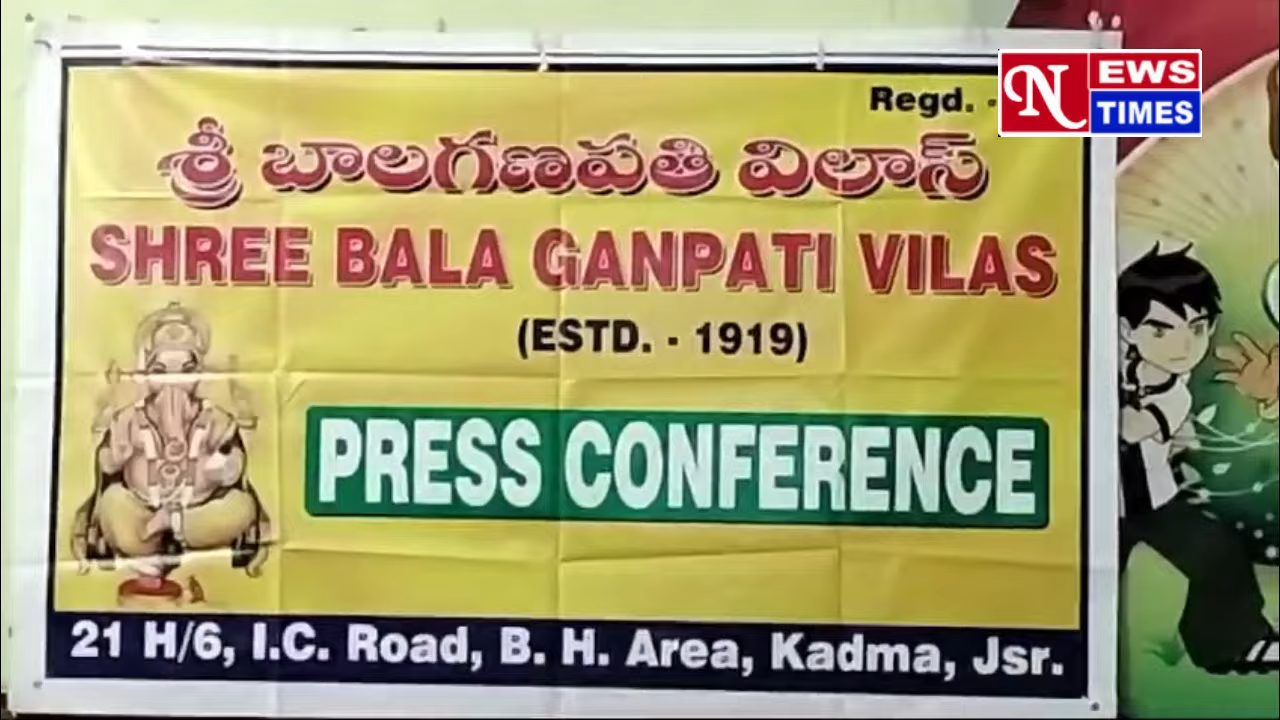 Regd. -
NEWS
TIMES
శ్రీ బాలగణపతి విలాస్
SHREE BALA GANPATI VILAS
(ESTD. - 1919)
PRESS CONFERENCE
21 H/6, I.C. Road, B. H. Area, Kadma, Jsr.